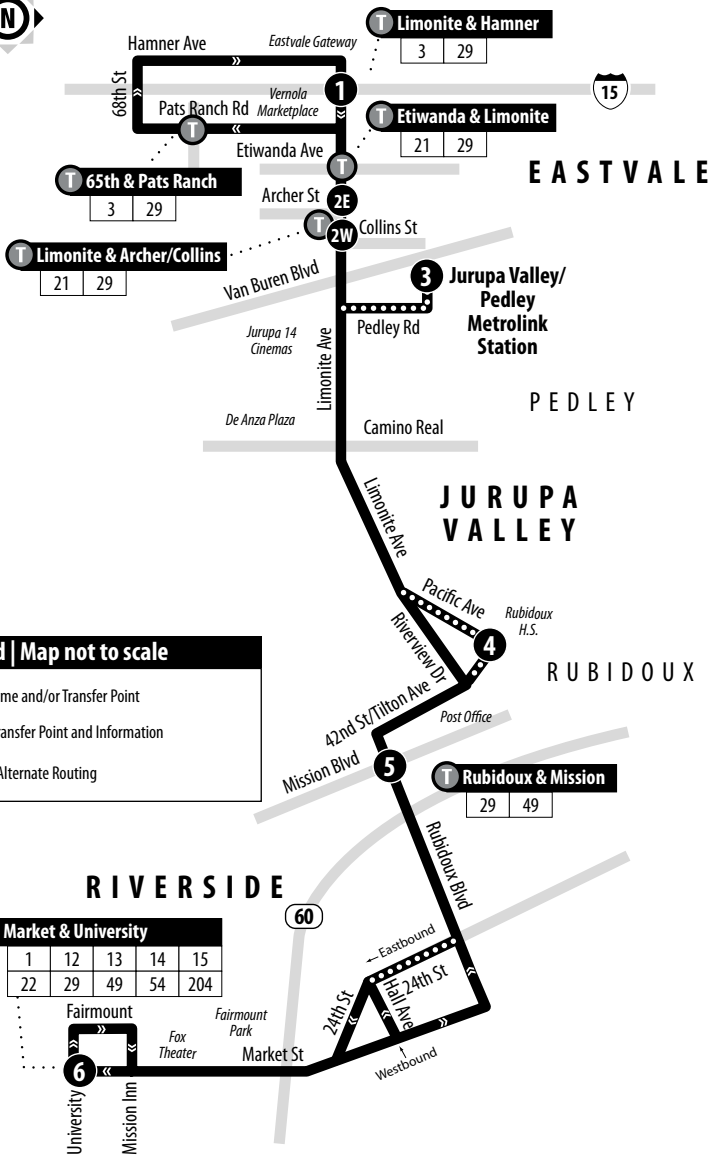 N
Limonite & Hamner
T
3 29
Hamner Ave
Eastvale Gateway
68th St
1
15
Vernola
Marketplace
Pats Ranch Rd
T
T
Etiwanda & Limonite
21 29
Etiwanda Ave
T
EASTVALE
T
65th & Pats Ranch
3 29
Archer St
2E
T
2W
Collins St
T
Limonite & Archer/Collins
21 29
Van Buren Blvd
3
Jurupa Valley/
Pedley
Metrolink
Station
Pedley Rd
Jurupa 14
Cinemas
Limonite Ave
PEDLEY
De Anza Plaza
Camino Real
JURUPA
VALLEY
Limonite Ave
Pacific Ave
Rubidoux
H.S.
4
Riverview Dr
RUBIDOUX
d | Map not to scale
me and/or Transfer Point
ransfer Point and Information
Alternate Routing
42nd St/Tilton Ave
Post Office
Mission Blvd
5
T
Rubidoux & Mission
29 49
Rubidoux Blvd
RIVERSIDE
60
Market & University
1 12 13 14 15
22 29 49 54 204
Eastbound
24th St
24th St
Hall Ave
Westbound
Fairmount
Fairmount
Park
Fox
Theater
Market St
6
University
Mission Inn